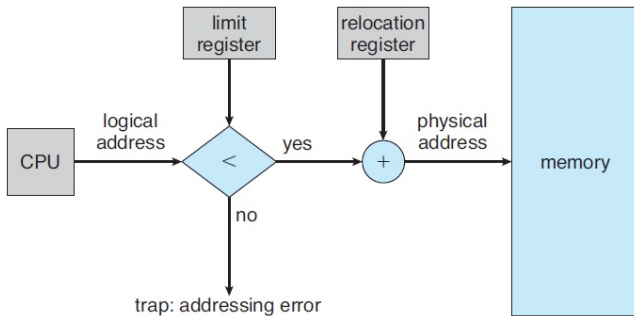 limit
register
relocation
register
logical
address
physical
address
CPU
<
yes
+
memory
no
trap: addressing error